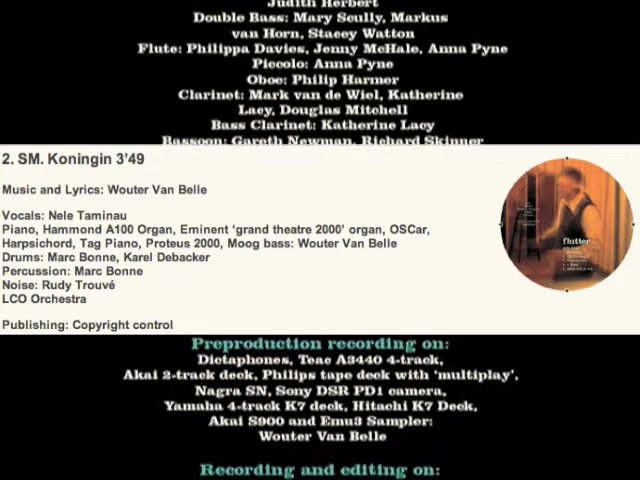 Judith Herbert
Double Bass: Mary Scully, Markus
van Horn, Stacey Watton
Flute: Philippa Davies, Jenny McHale, Anna Pyne
Piccolo: Anna Pyne
Oboe: Philip Harmer
Clarinet: Mark van de Wiel, Katherine
Lacy, Douglas Mitchell
Bass Clarinet: Katherine Lacy
Bassoon: Gareth Newman, Richard Skinner
2. SM. Koningin 3’49
Music and Lyrics: Wouter Van Belle
Vocals: Nele Taminau
Piano, Hammond A100 Organ, Eminent ‘grand theatre 2000’ organ, OSCar,
Harpsichord, Tag Piano, Proteus 2000, Moog bass: Wouter Van Belle
Drums: Marc Bonne, Karel Debacker
Percussion: Marc Bonne
Noise: Rudy Trouvé
LCO Orchestra
Publishing: Copyright control
flutter
Preproduction recording on:
Dictaphones, Teac A3440 4-track,
Akai 2-track deck, Philips tape deck with ‘multiplay’,
Nagra SN, Sony DSR PD1 camera,
Yamaha 4-track K7 deck, Hitachi K7 Deck,
Akai S900 and Emu3 Sampler:
Wouter Van Belle
Recording and editing on: